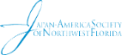 Japan-America Society
of Northwest Florida